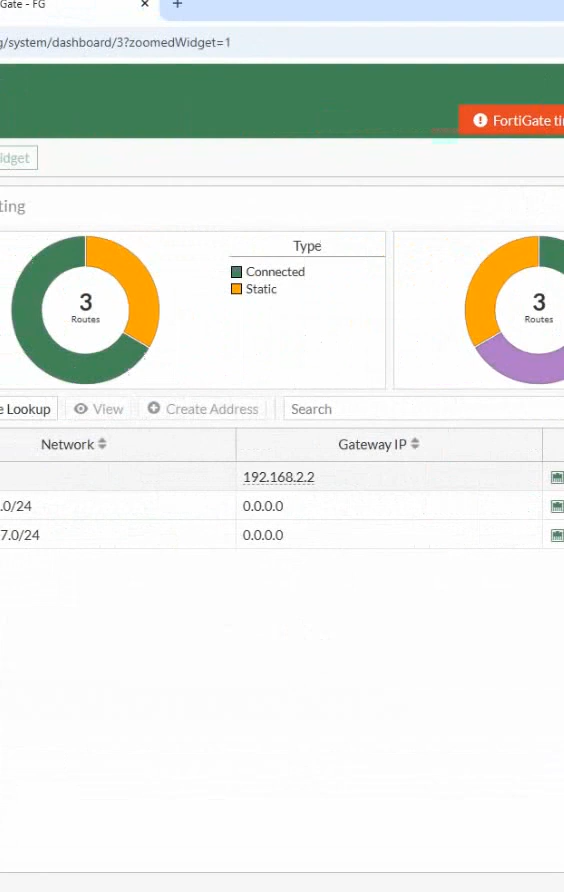 Gate - FG
g/system/dashboard/3?zoomedWidget=1
FortiGate ti
idget
ting
3
Routes
Type
Connected
Static
3
Routes
e Lookup View Create Address Search
Network Gateway IP
192.168.2.2
.0/24 0.0.0.0
7.0/24 0.0.0.0